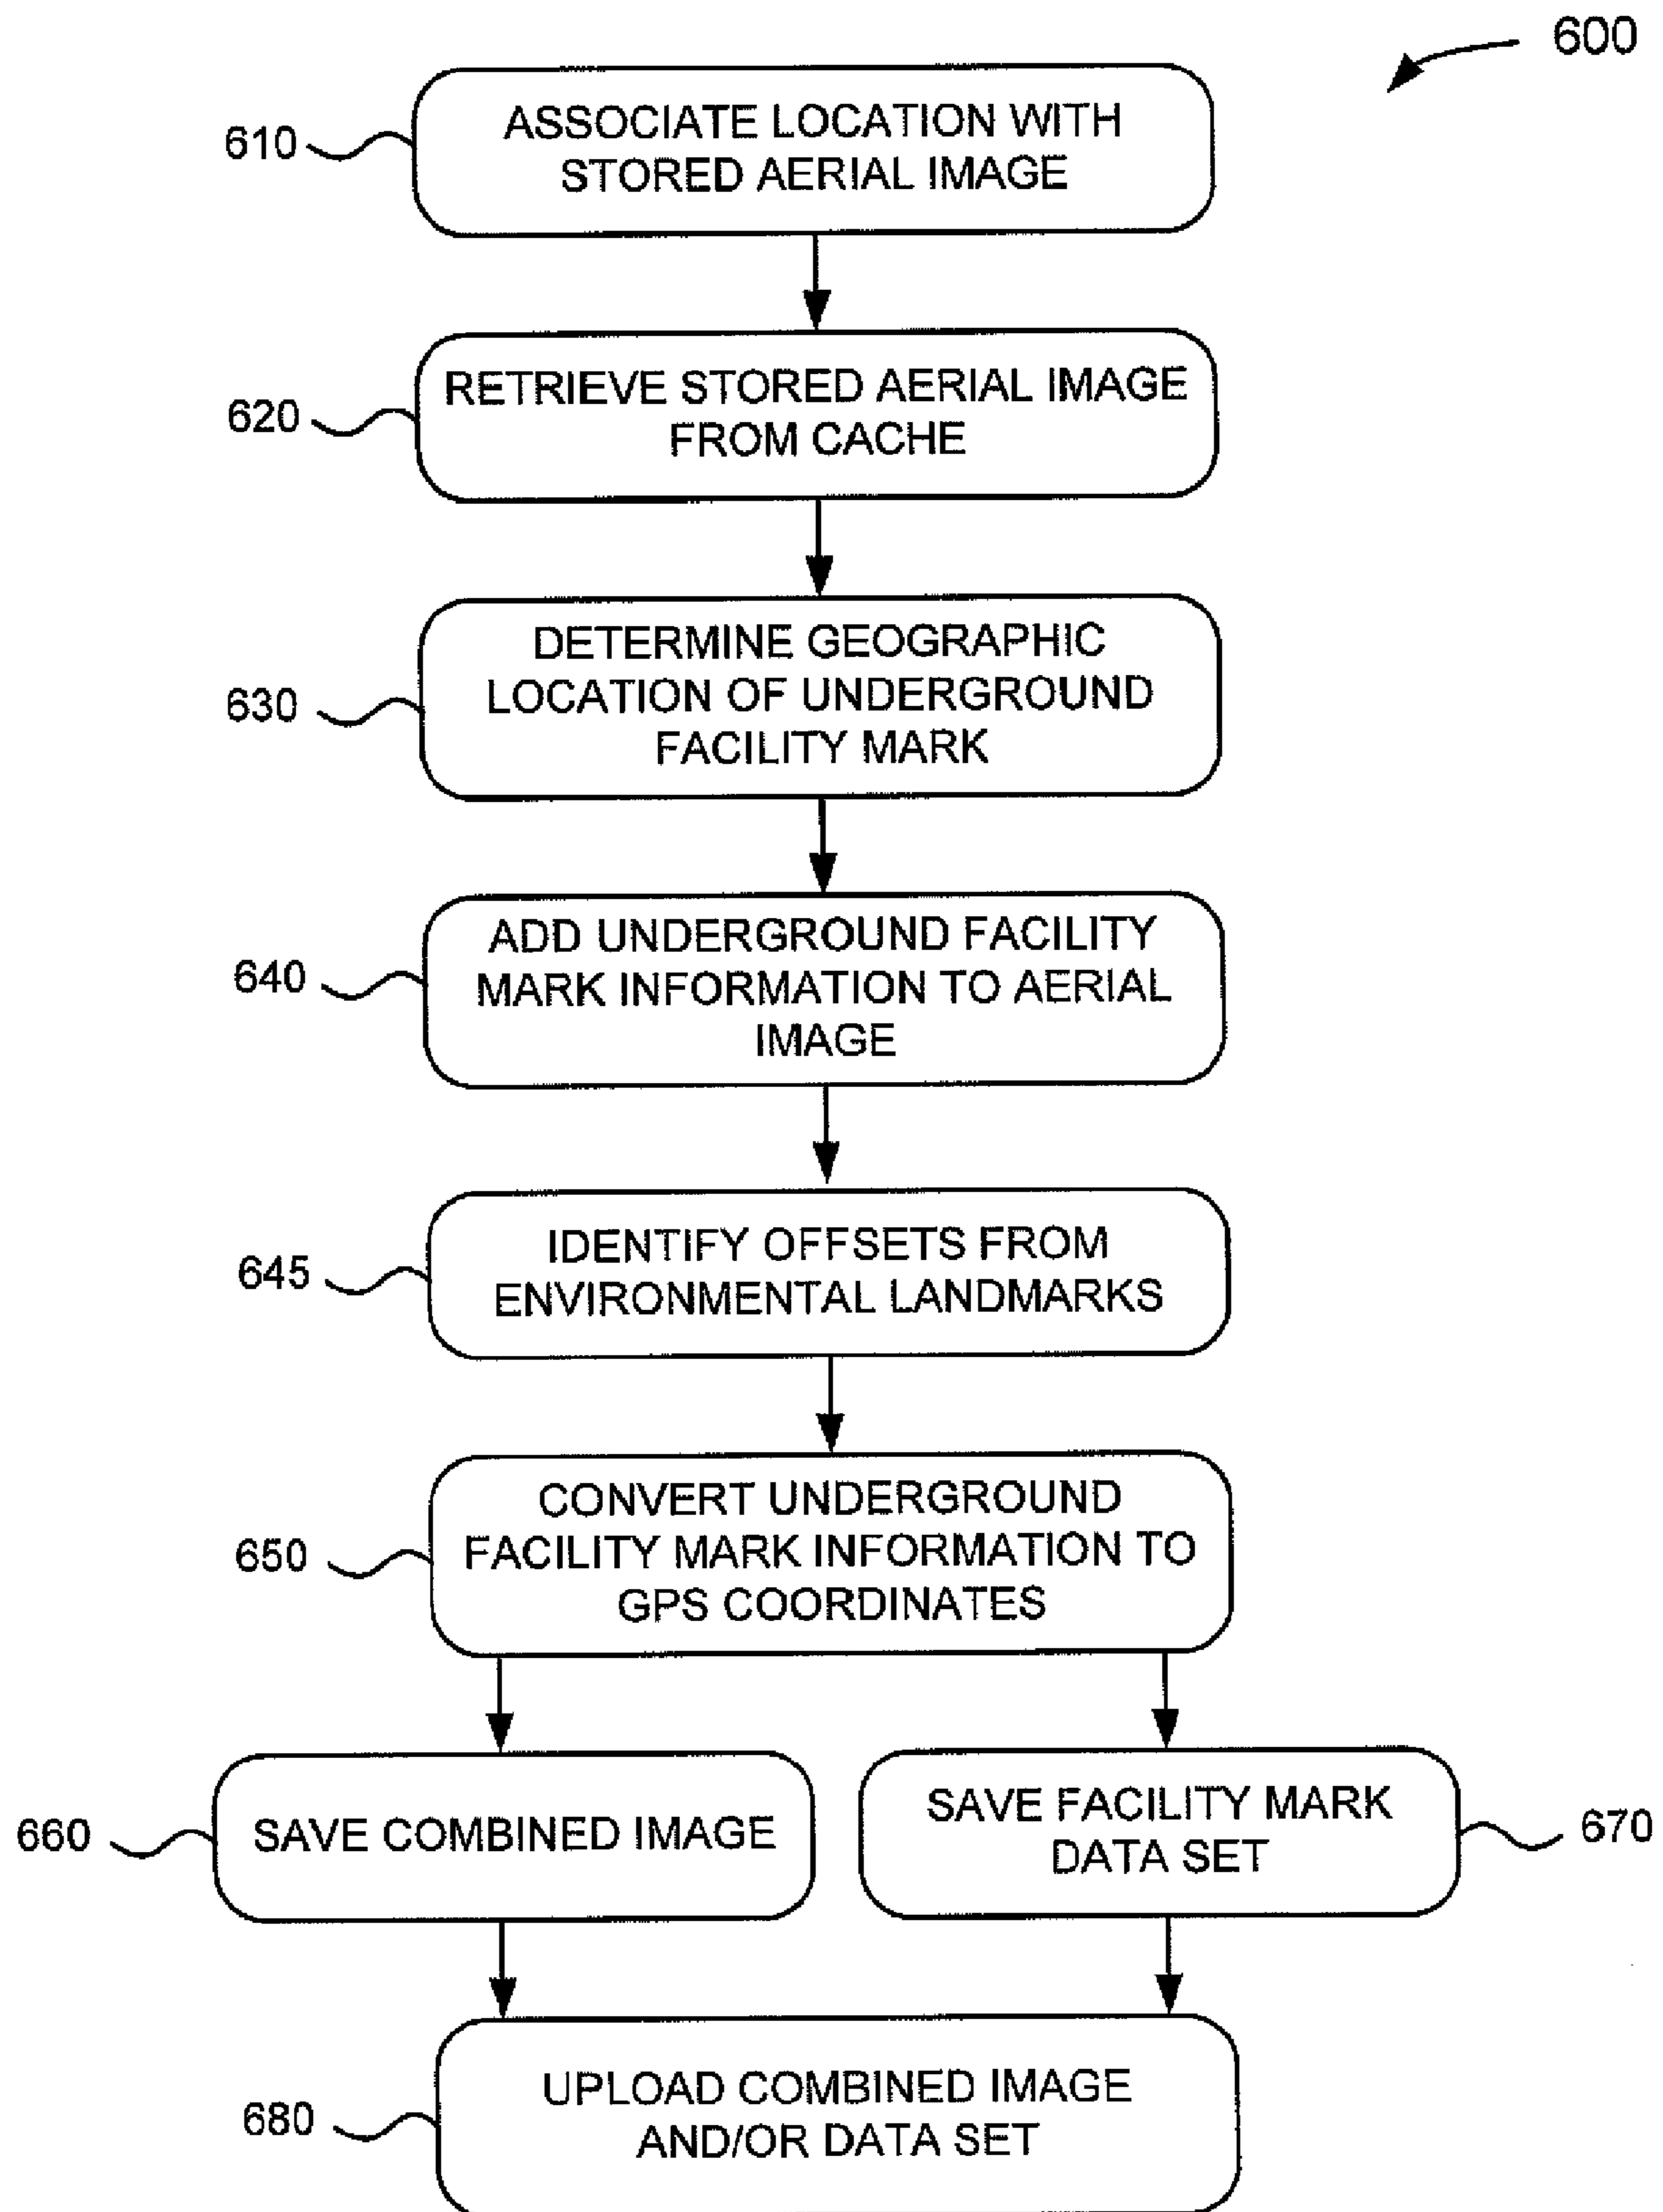 600
610
ASSOCIATE LOCATION WITH
STORED AERIAL IMAGE
620
RETRIEVE STORED AERIAL IMAGE
FROM CACHE
630
DETERMINE GEOGRAPHIC
LOCATION OF UNDERGROUND
FACILITY MARK
640
ADD UNDERGROUND FACILITY
MARK INFORMATION TO AERIAL
IMAGE
645
IDENTIFY OFFSETS FROM
ENVIRONMENTAL LANDMARKS
650
CONVERT UNDERGROUND
FACILITY MARK INFORMATION TO
GPS COORDINATES
660
SAVE COMBINED IMAGE
SAVE FACILITY MARK
DATA SET
670
680
UPLOAD COMBINED IMAGE
AND/OR DATA SET